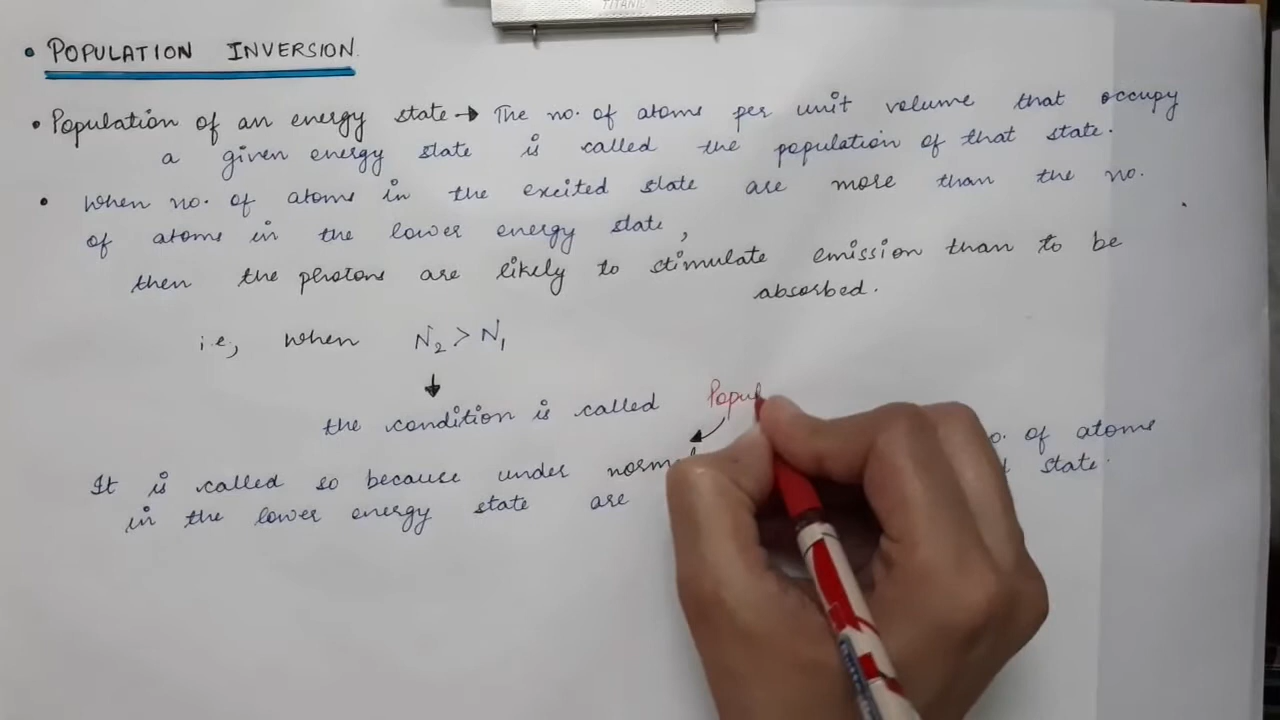 TITANIC
• POPULATION INVERSION.
• Population of an energy state → The no. of atoms per unit volume that occupy
a given energy state is called the population of that state.
• When no. of atoms in the excited state are more than the no.
of atoms in the lower energy state,
then the photons are likely to stimulate emission than to be
absorbed.
i.e, when N₂ > N₁
↓
the condition is called Popul
It is called so because under no. of atoms
in the lower energy state are state.